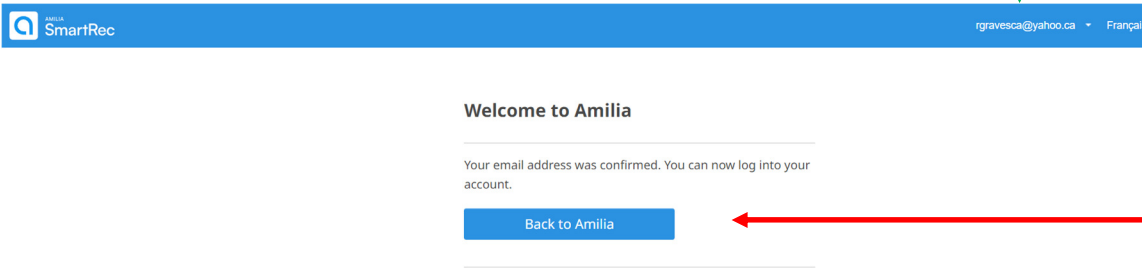 AMILIA
SmartRec
rgravesca@yahoo.ca
Françai
Welcome to Amilia
Your email address was confirmed. You can now log into your
account.
Back to Amilia